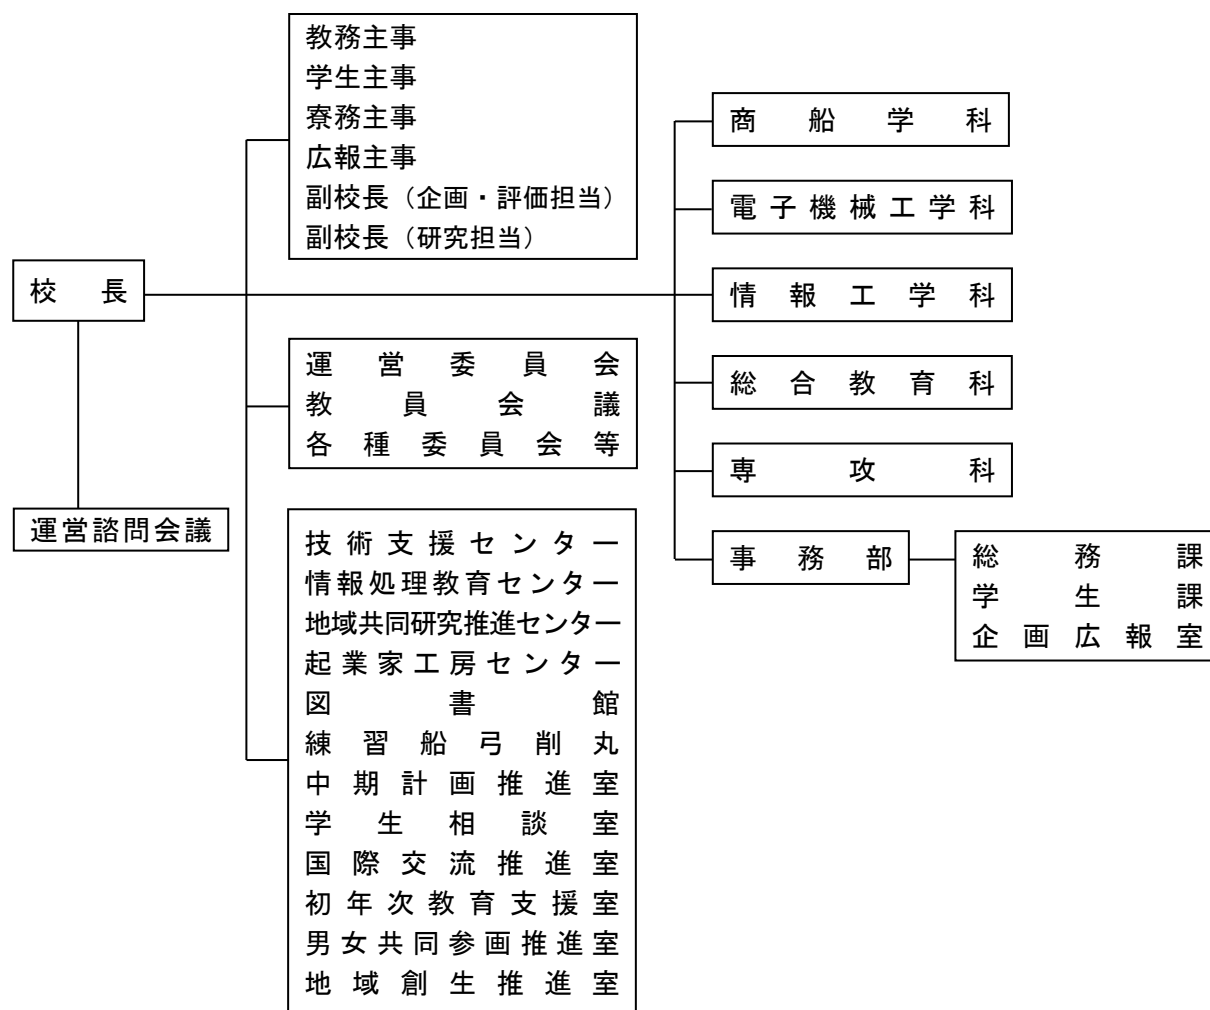 校長
運営諮問会議
教務主事
学生主事
寮務主事
広報主事
副校長（企画・評価担当）
副校長（研究担当）
運営委員会
教員会議
各種委員会等
技術支援センター
情報処理教育センター
地域共同研究推進センター
起業家工房センター
図書館
練習船弓削丸
中期計画推進室
学生相談室
国際交流推進室
初年次教育支援室
男女共同参画推進室
地域創生推進室
商船学科
電子機械工学科
情報工学科
総合教育科
専攻科
事務部
総務課
学生課
企画広報室